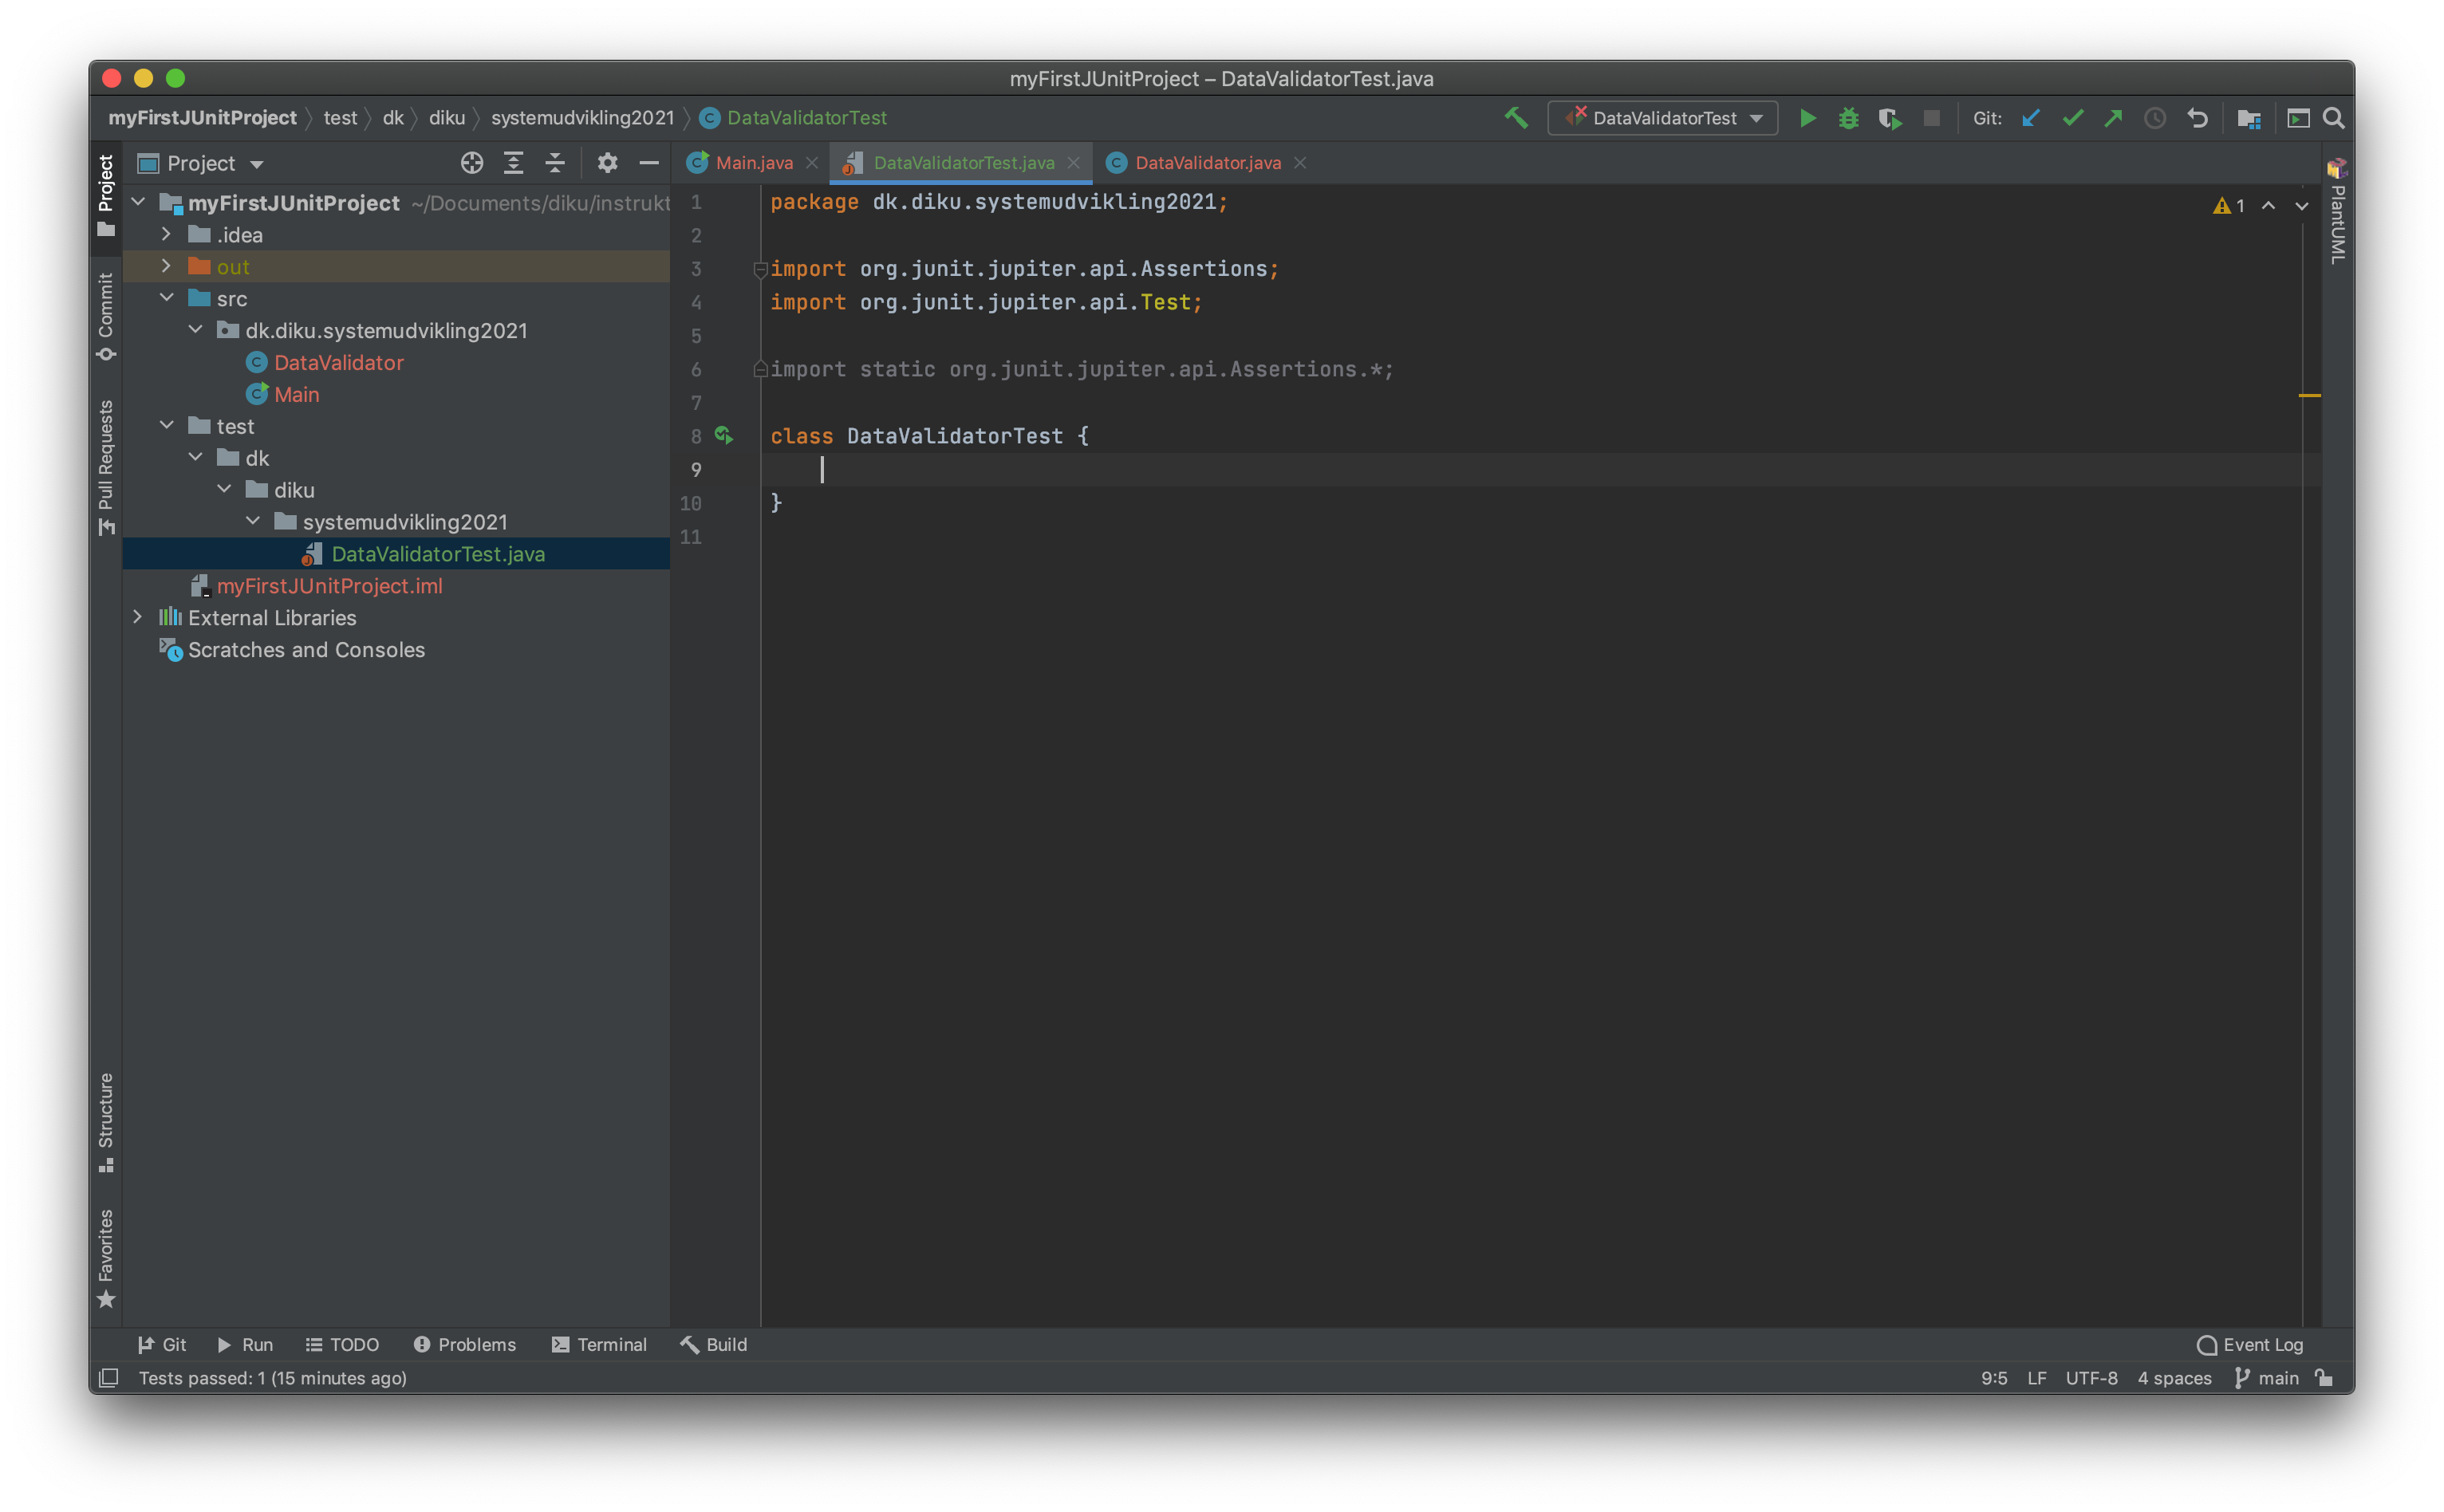 myFirstJUnitProject – DataValidatorTest.java
myFirstJUnitProject test dk diku systemudvikling2021 DataValidatorTest
DataValidatorTest
Git:
Project
Commit
Pull Requests
Structure
Favorites
Project
myFirstJUnitProject ~/Documents/diku/instrukt
.idea
out
src
dk.diku.systemudvikling2021
DataValidator
Main
test
dk
diku
systemudvikling2021
DataValidatorTest.java
myFirstJUnitProject.iml
External Libraries
Scratches and Consoles
Main.java DataValidatorTest.java DataValidator.java
1 package dk.diku.systemudvikling2021;
2
3 import org.junit.jupiter.api.Assertions;
4 import org.junit.jupiter.api.Test;
5
6 import static org.junit.jupiter.api.Assertions.*;
7
8 class DataValidatorTest {
9
10 }
11
1
PlantUML
Git Run TODO Problems Terminal Build Event Log
Tests passed: 1 (15 minutes ago) 9:5 LF UTF-8 4 spaces main